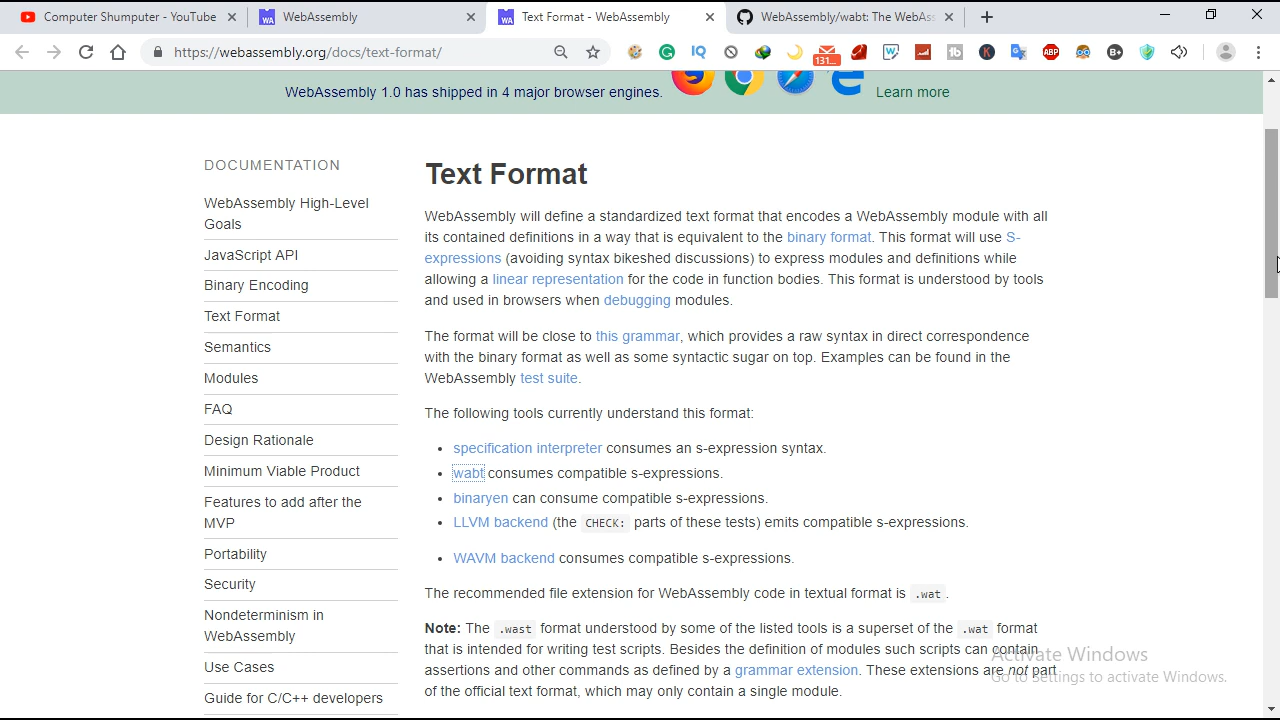 Computer Shumputer - YouTube
WebAssembly
Text Format - WebAssembly
WebAssembly/wabt: The WebAss
https://webassembly.org/docs/text-format/
131...
WebAssembly 1.0 has shipped in 4 major browser engines.
Learn more
DOCUMENTATION
WebAssembly High-Level
Goals
JavaScript API
Binary Encoding
Text Format
Semantics
Modules
FAQ
Design Rationale
Minimum Viable Product
Features to add after the
MVP
Portability
Security
Nondeterminism in
WebAssembly
Use Cases
Guide for C/C++ developers
Text Format
WebAssembly will define a standardized text format that encodes a WebAssembly module with all
its contained definitions in a way that is equivalent to the binary format. This format will use S-
expressions (avoiding syntax bikeshed discussions) to express modules and definitions while
allowing a linear representation for the code in function bodies. This format is understood by tools
and used in browsers when debugging modules.
The format will be close to this grammar, which provides a raw syntax in direct correspondence
with the binary format as well as some syntactic sugar on top. Examples can be found in the
WebAssembly test suite.
The following tools currently understand this format:
• specification interpreter consumes an s-expression syntax.
• wabt consumes compatible s-expressions.
• binaryen can consume compatible s-expressions.
• LLVM backend (the CHECK: parts of these tests) emits compatible s-expressions.
• WAVM backend consumes compatible s-expressions.
The recommended file extension for WebAssembly code in textual format is .wat .
Note: The .wast format understood by some of the listed tools is a superset of the .wat format
that is intended for writing test scripts. Besides the definition of modules such scripts can contain
assertions and other commands as defined by a grammar extension. These extensions are not part
of the official text format, which may only contain a single module.
Activate Windows
Go to Settings to activate Windows.